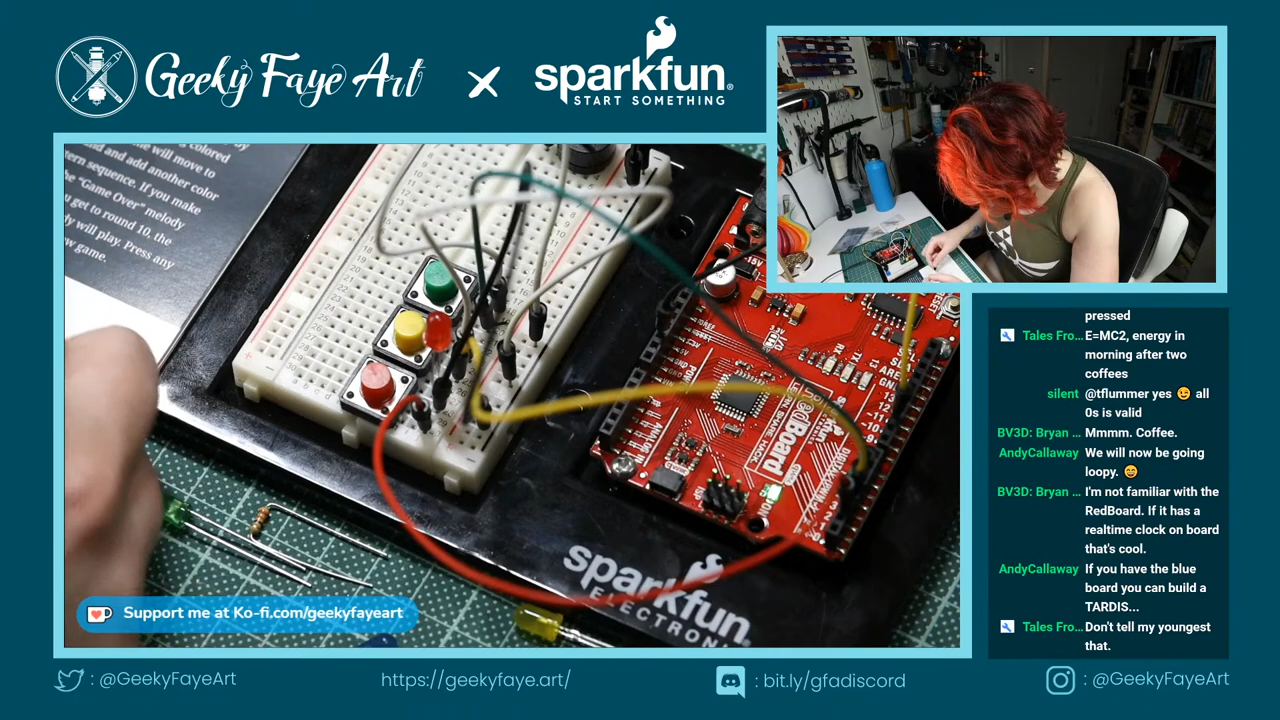 Geeky Faye Art
sparkfun®
START SOMETHING
colored
will move to
and add another color
sequence. If you make
"Game Over" melody
get to round 10, the
will play. Press any
game.
RedBoard
sparkfun
ELECTRON
Support me at Ko-fi.com/geekyfayeart
pressed
Tales Fro... E=MC2, energy in
morning after two
coffees
silent @tflummer yes 😉 all
0s is valid
BV3D: Bryan ... Mmmm. Coffee.
AndyCallaway We will now be going
loopy. 😄
BV3D: Bryan ... I'm not familiar with the
RedBoard. If it has a
realtime clock on board
that's cool.
AndyCallaway If you have the blue
board you can build a
TARDIS...
Tales Fro... Don't tell my youngest
that.
: @GeekyFayeArt
https://geekyfaye.art/
: bit.ly/gfadiscord
: @GeekyFayeArt